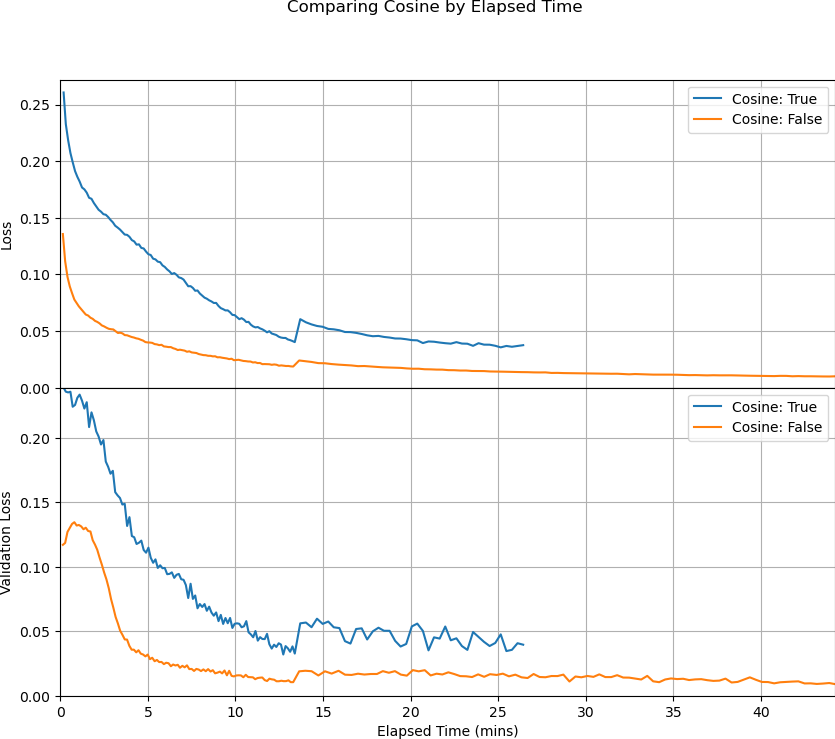 Comparing Cosine by Elapsed Time
0.25
0.20
0.15
0.10
0.05
0.00
Loss
Cosine: True
Cosine: False
0.20
0.15
0.10
0.05
0.00
Validation Loss
Cosine: True
Cosine: False
0 5 10 15 20 25 30 35 40
Elapsed Time (mins)